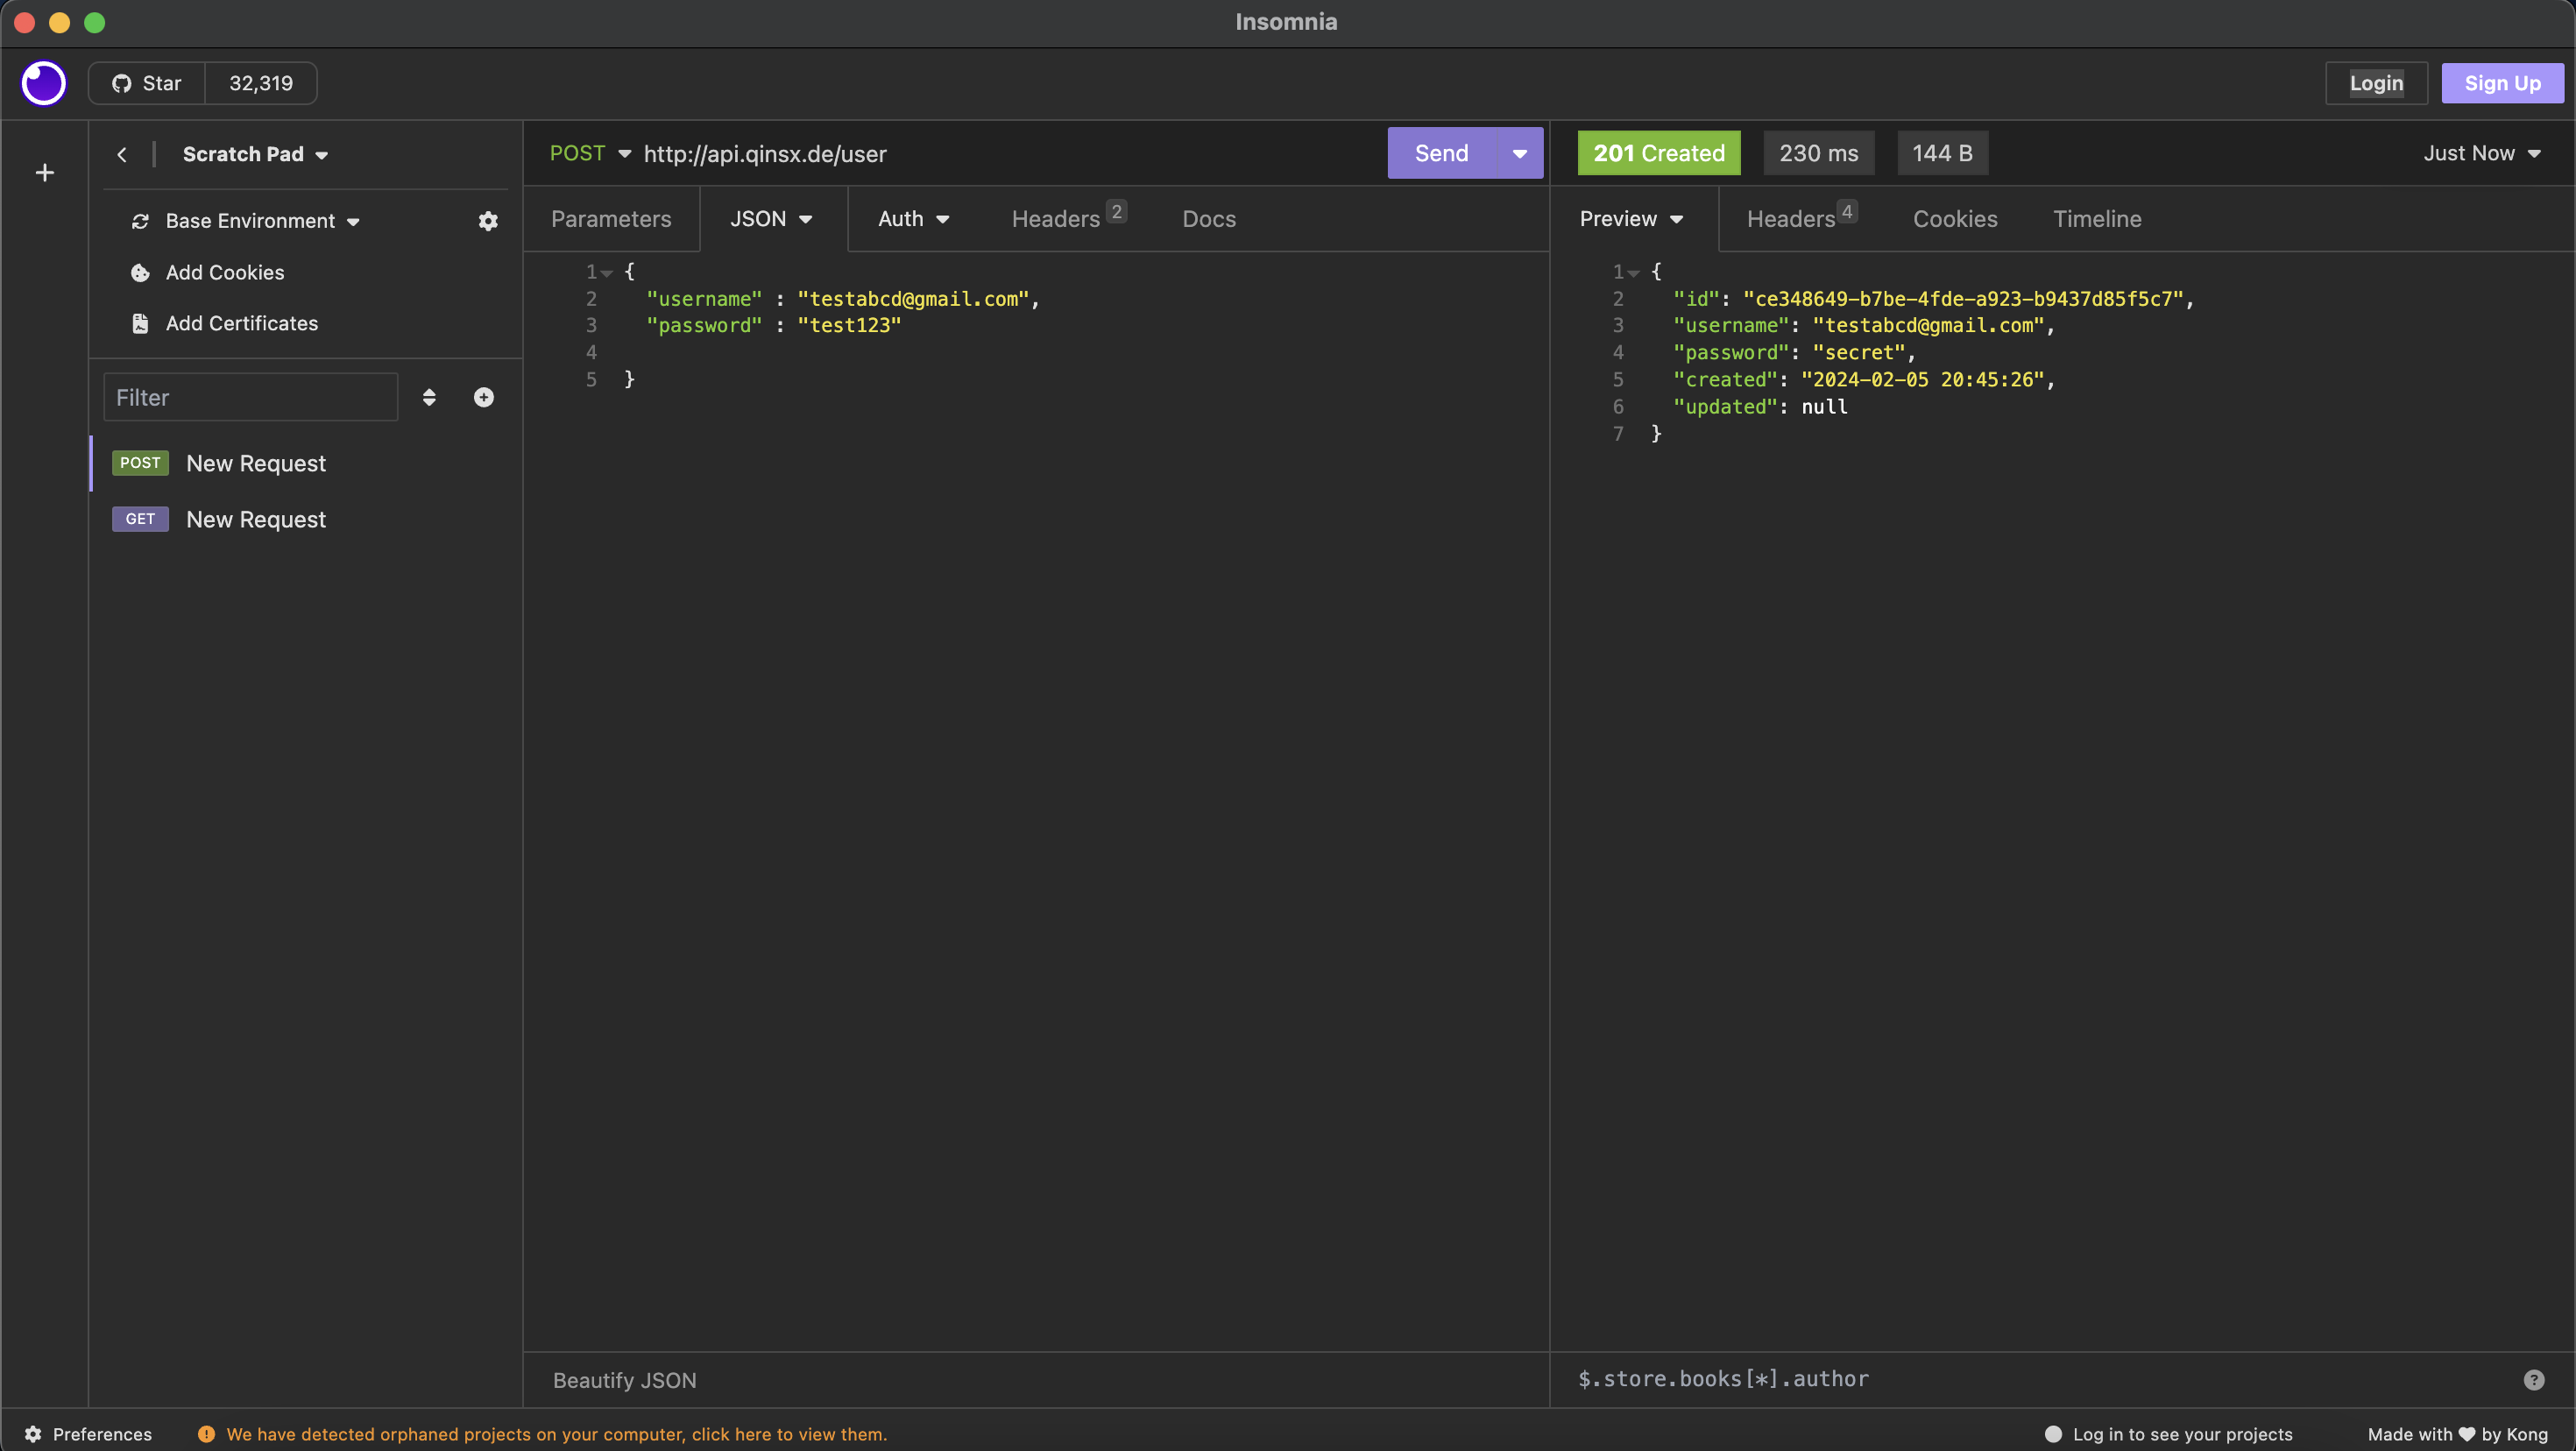 Insomnia
Star 32,319 Login Sign Up
Scratch Pad
Base Environment
Add Cookies
Add Certificates
Filter
POST New Request
GET New Request
POST http://api.qinsx.de/user Send
Parameters JSON Auth Headers 2 Docs
1 {
2 "username" : "testabcd@gmail.com",
3 "password" : "test123"
4
5 }
Beautify JSON
201 Created 230 ms 144 B Just Now
Preview Headers 4 Cookies Timeline
1 {
2 "id": "ce348649-b7be-4fde-a923-b9437d85f5c7",
3 "username": "testabcd@gmail.com",
4 "password": "secret",
5 "created": "2024-02-05 20:45:26",
6 "updated": null
7 }
$.store.books[*].author ?
Preferences ! We have detected orphaned projects on your computer, click here to view them. Log in to see your projects Made with ♥ by Kong